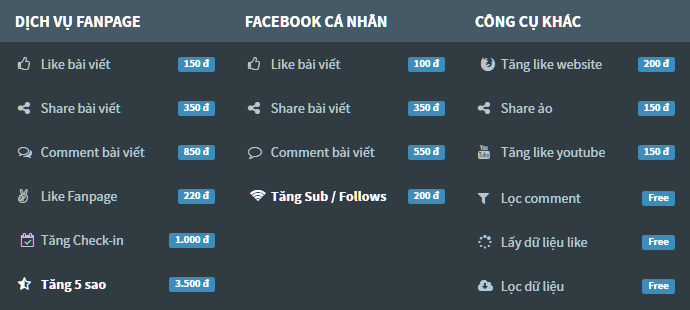 DỊCH VỤ FANPAGE
Like bài viết 150 đ
Share bài viết 350 đ
Comment bài viết 850 đ
Like Fanpage 220 đ
Tăng Check-in 1.000 đ
Tăng 5 sao 3.500 đ
FACEBOOK CÁ NHÂN
Like bài viết 100 đ
Share bài viết 350 đ
Comment bài viết 550 đ
Tăng Sub / Follows 200 đ
CÔNG CỤ KHÁC
Tăng like website 200 đ
Share ảo 150 đ
Tăng like youtube 150 đ
Lọc comment Free
Lấy dữ liệu like Free
Lọc dữ liệu Free